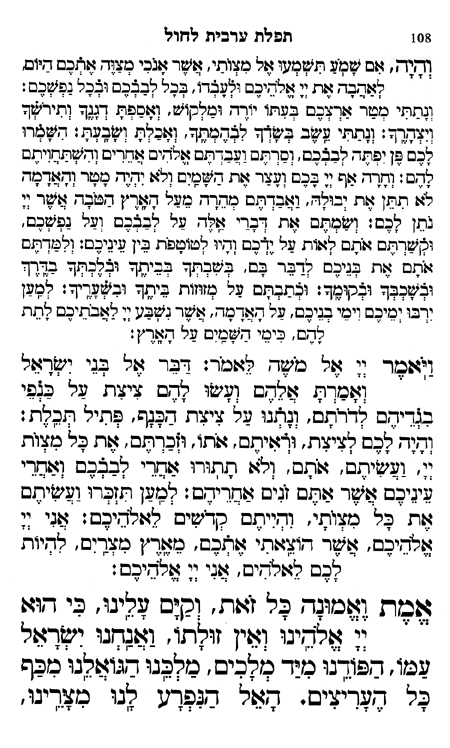 108 תפלת ערבית לחול
וְהָיָה, אִם שָׁמֹעַ תִּשְׁמְעוּ אֶל מִצְוֹתַי, אֲשֶׁר אָנֹכִי מְצַוֶּה אֶתְכֶם הַיּוֹם,
לְאַהֲבָה אֶת יְיָ אֱלֹהֵיכֶם וּלְעָבְדוֹ, בְּכָל לְבַבְכֶם וּבְכָל נַפְשְׁכֶם:
וְנָתַתִּי מְטַר אַרְצְכֶם בְּעִתּוֹ יוֹרֶה וּמַלְקוֹשׁ, וְאָסַפְתָּ דְגָנֶךָ וְתִירֹשְׁךָ
וְיִצְהָרֶךָ: וְנָתַתִּי עֵשֶׂב בְּשָׂדְךָ לִבְהֶמְתֶּךָ, וְאָכַלְתָּ וְשָׂבָעְתָּ: הִשָּׁמְרוּ
לָכֶם פֶּן יִפְתֶּה לְבַבְכֶם, וְסַרְתֶּם וַעֲבַדְתֶּם אֱלֹהִים אֲחֵרִים וְהִשְׁתַּחֲוִיתֶם
לָהֶם: וְחָרָה אַף יְיָ בָּכֶם וְעָצַר אֶת הַשָּׁמַיִם וְלֹא יִהְיֶה מָטָר וְהָאֲדָמָה
לֹא תִתֵּן אֶת יְבוּלָהּ, וַאֲבַדְתֶּם מְהֵרָה מֵעַל הָאָרֶץ הַטֹּבָה אֲשֶׁר יְיָ
נֹתֵן לָכֶם: וְשַׂמְתֶּם אֶת דְּבָרַי אֵלֶּה עַל לְבַבְכֶם וְעַל נַפְשְׁכֶם,
וּקְשַׁרְתֶּם אֹתָם לְאוֹת עַל יֶדְכֶם וְהָיוּ לְטוֹטָפֹת בֵּין עֵינֵיכֶם: וְלִמַּדְתֶּם
אֹתָם אֶת בְּנֵיכֶם לְדַבֵּר בָּם, בְּשִׁבְתְּךָ בְּבֵיתֶךָ וּבְלֶכְתְּךָ בַדֶּרֶךְ
וּבְשָׁכְבְּךָ וּבְקוּמֶךָ: וּכְתַבְתָּם עַל מְזוּזוֹת בֵּיתֶךָ וּבִשְׁעָרֶיךָ: לְמַעַן
יִרְבּוּ יְמֵיכֶם וִימֵי בְנֵיכֶם, עַל הָאֲדָמָה, אֲשֶׁר נִשְׁבַּע יְיָ לַאֲבֹתֵיכֶם לָתֵת
לָהֶם, כִּימֵי הַשָּׁמַיִם עַל הָאָרֶץ:
וַיֹּאמֶר יְיָ אֶל מֹשֶׁה לֵּאמֹר: דַּבֵּר אֶל בְּנֵי יִשְׂרָאֵל
וְאָמַרְתָּ אֲלֵהֶם וְעָשׂוּ לָהֶם צִיצִת עַל כַּנְפֵי
בִגְדֵיהֶם לְדֹרֹתָם, וְנָתְנוּ עַל צִיצִת הַכָּנָף, פְּתִיל תְּכֵלֶת:
וְהָיָה לָכֶם לְצִיצִת, וּרְאִיתֶם, אֹתוֹ, וּזְכַרְתֶּם, אֶת כָּל מִצְוֹת
יְיָ, וַעֲשִׂיתֶם, אֹתָם, וְלֹא תָתוּרוּ אַחֲרֵי לְבַבְכֶם וְאַחֲרֵי
עֵינֵיכֶם אֲשֶׁר אַתֶּם זֹנִים אַחֲרֵיהֶם: לְמַעַן תִּזְכְּרוּ וַעֲשִׂיתֶם
אֶת כָּל מִצְוֹתָי, וִהְיִיתֶם קְדֹשִׁים לֵאלֹהֵיכֶם: אֲנִי יְיָ
אֱלֹהֵיכֶם, אֲשֶׁר הוֹצֵאתִי אֶתְכֶם, מֵאֶרֶץ מִצְרַיִם, לִהְיוֹת
לָכֶם לֵאלֹהִים, אֲנִי יְיָ אֱלֹהֵיכֶם:
אֱמֶת וֶאֱמוּנָה כָּל זֹאת, וְקַיָּם עָלֵינוּ, כִּי הוּא
יְיָ אֱלֹהֵינוּ וְאֵין זוּלָתוֹ, וַאֲנַחְנוּ יִשְׂרָאֵל
עַמּוֹ, הַפּוֹדֵנוּ מִיַּד מְלָכִים, מַלְכֵּנוּ הַגּוֹאֲלֵנוּ מִכַּף
כָּל הֶעָרִיצִים. הָאֵל הַנִּפְרָע לָנוּ מִצָּרֵינוּ,